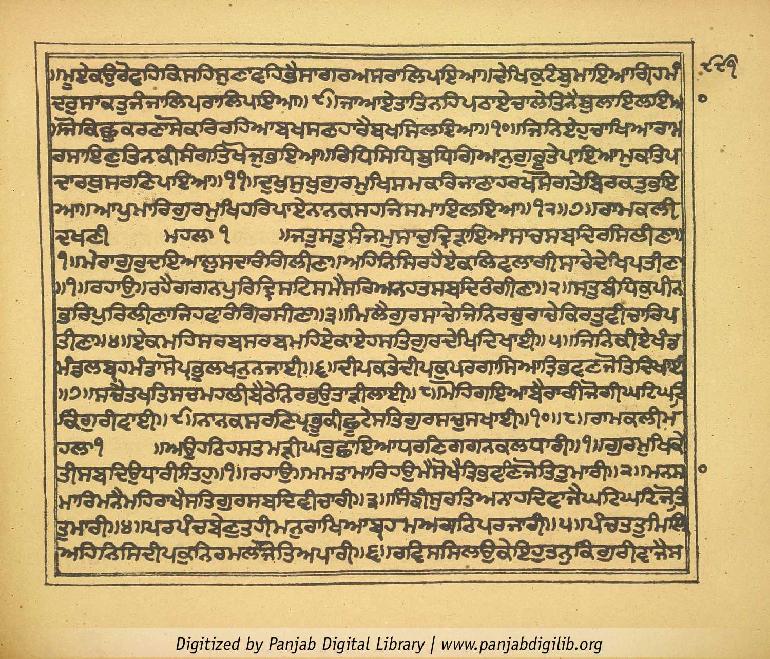 ੮੮੧
॥ਮੂਏਕਉਰੋਵਹਿਕਿਸਹਿਸੁਣਾਵਹਿਭੈਸਾਗਰਅਸਰਾਲਿਪਇਆ॥ਦੇਖਿਕੁਟੰਬੁਮਾਇਆਗ੍ਰਿਹਮੰ
ਦਰੁਸਾਕਤੁਜੰਜਾਲਿਪਰਾਲਿਪਇਆ॥੯॥ਜਾਆਏਤਾਤਿਨਹਿਪਠਾਏਚਾਲੇਤਿਨੈਬੁਲਾਇਲਇਆ
॥ਜੋਕਿਛੁਕਰਣਾਸੋਕਰਿਰਹਿਆਬਖਸਣਹਾਰੈਬਖਸਿਲਇਆ॥੧੦॥ਜਿਨਿਏਹੁਚਾਖਿਆਰਾਮ
ਰਸਾਇਣੁਤਿਨਕੀਸੰਗਤਿਖੋਜੁਭਇਆ॥ਰਿਧਿਸਿਧਿਬੁਧਿਗਿਆਨੁਗੁਰੂਤੇਪਾਇਆਮੁਕਤਿਪ
ਦਾਰਥੁਸਰਣਿਪਇਆ॥੧੧॥ਦੁਖੁਸੁਖੁਗੁਰਮੁਖਿਸਮਕਰਿਜਾਣਾਹਰਖਸੋਗਤੇਬਿਰਕਤੁਭਇ
ਆ॥ਆਪੁਮਾਰਿਗੁਰਮੁਖਿਹਰਿਪਾਏਨਾਨਕਸਹਜਿਸਮਾਇਲਇਆ॥੧੨॥੭॥ਰਾਮਕਲੀ
ਦਖਣੀ ਮਹਲਾ ੧ ॥ਜਤੁਸਤੁਸੰਜਮੁਸਾਚੁਦ੍ਰਿੜਾਇਆਸਾਚਸਬਦਿਰਸਿਲੀਣਾ॥
੧॥ਮੇਰਾਗੁਰੁਦਇਆਲੁਸਦਾਰੰਗਿਲੀਣਾ॥ਅਹਿਨਿਸਿਰਹੈਏਕਲਿਵਲਾਗੀਸਾਚੇਦੇਖਿਪਤੀਣਾ
॥੧॥ਰਹਾਉ॥ਰਹੈਗਗਨਪੁਰਿਦ੍ਰਿਸਟਿਸਮੈਸਰਿਅਨਹਤਸਬਦਿਰੰਗੀਣਾ॥੨॥ਸਤੁਬੰਧਿਕੁਪੀਨ
ਭਰਿਪੁਰਿਲੀਣਾਜਿਹਵਾਰੰਗਿਰਸੀਣਾ॥੩॥ਮਿਲੈਗੁਰਸਾਚੇਜਿਨਿਰਚੁਰਾਚੇਕਿਰਤੁਵੀਚਾਰਿਪ
ਤੀਣਾ॥੪॥ਏਕਮਹਿਸਰਬਸਰਬਮਹਿਏਕਾਏਹਸਤਿਗੁਰਦੇਖਿਦਿਖਾਈ॥੫॥ਜਿਨਿਕੀਏਖੰਡ
ਮੰਡਲਬ੍ਰਹਮੰਡਾਸੋਪ੍ਰਭੁਲਖਨੁਨਜਾਈ॥੬॥ਦੀਪਕਤੇਦੀਪਕੁਪਰਗਾਸਿਆਤ੍ਰਿਭਵਣਜੋਤਿਦਿਖਾਈ
॥੭॥ਸਚੈਤਖਤਿਸਚਮਹਲੀਬੈਠੇਨਿਰਭਉਤਾੜੀਲਾਈ॥੮॥ਮੋਹਿਗਇਆਬੈਰਾਗੀਜੋਗੀਘਟਿਘਟਿ
ਕਿੰਗੁਰੀਵਾਈ॥੯॥ਨਾਨਕਸਰਣਿਪ੍ਰਭੂਕੀਛੂਟੇਸਤਿਗੁਰਸਚੁਸਖਾਈ॥੧੦॥੮॥ਰਾਮਕਲੀਮ
ਹਲਾ੧ ॥ਅਉਹਠਿਹਸਤਮੜੀਘਰੁਛਾਇਆਧਰਣਿਗਗਨਕਲਧਾਰੀ॥੧॥ਗੁਰਮੁਖਿਕੇ
ਤੀਸਬਦਿਉਧਾਰੀਸੰਤਹੁ॥੧॥ਰਹਾਉ॥ਮਮਤਾਮਾਰਿਹਉਮੈਸੋਖੈਤ੍ਰਿਭਵਣਿਜੋਤਿਤੁਮਾਰੀ॥੨॥ਮਨਸਾ
ਮਾਰਿਮਨੈਮਹਿਰਾਖੈਸਤਿਗੁਰਸਬਦਿਵੀਚਾਰੀ॥੩॥ਸਿੰਙੀਸੁਰਤਿਅਨਾਹਦਿਵਾਜੈਘਟਿਘਟਿਜੋਤਿ
ਤੁਮਾਰੀ॥੪॥ਪਰਪੰਚਬੇਣੁਤਹੀਮਨੁਰਾਖਿਆਬ੍ਰਹਮਅਗਨਿਪਰਜਾਰੀ॥੫॥ਪੰਚਤਤੁਮਿਲਿ
ਅਹਿਨਿਸਿਦੀਪਕੁਨਿਰਮਲਜੋਤਿਅਪਾਰੀ॥੬॥ਰਵਿਸਸਿਲਉਕੇਇਹੁਤਨੁਕਿੰਗੁਰੀਵਾਜੈਸ
Digitized by Panjab Digital Library | www.panjabdigilib.org